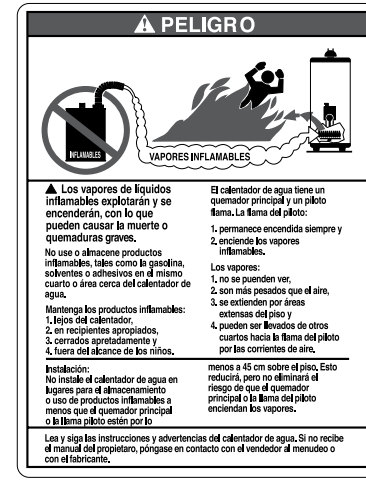 PELIGRO
INFLAMABLES
VAPORES INFLAMABLES
Los vapores de líquidos
inflamables explotarán y se
encenderán, con lo que
pueden causar la muerte o
quemaduras graves.
No use o almacene productos
inflamables, tales como la gasolina,
solventes o adhesivos en el mismo
cuarto o área cerca del calentador de
agua.
Mantenga los productos inflamables:
1. lejos del calentador,
2. en recipientes apropiados,
3. cerrados apretadamente y
4. fuera del alcance de los niños.
El calentador de agua tiene un
quemador principal y un piloto
flama. La flama del piloto:
1. permanece encendida siempre y
2. enciende los vapores
inflamables.
Los vapores:
1. no se puenden ver,
2. son más pesados que el aire,
3. se extienden por áreas
extensas del piso y
4. pueden ser llevados de otros
cuartos hacia la flama del piloto
por las corrientes de aire.
Instalación:
No instale el calentador de agua en
lugares para el almacenamiento
o uso de productos inflamables a
menos que el quemador principal
o la llama piloto estén por lo
menos a 45 cm sobre el piso. Esto
reducirá, pero no eliminará el
riesgo de que el quemador
principal o la llama del piloto
enciendan los vapores.
Lea y siga las instrucciones y advertencias del calentador de agua. Si no recibe
el manual del propietaro, póngase en contacto con el vendedor al menudeo o
con el fabricante.